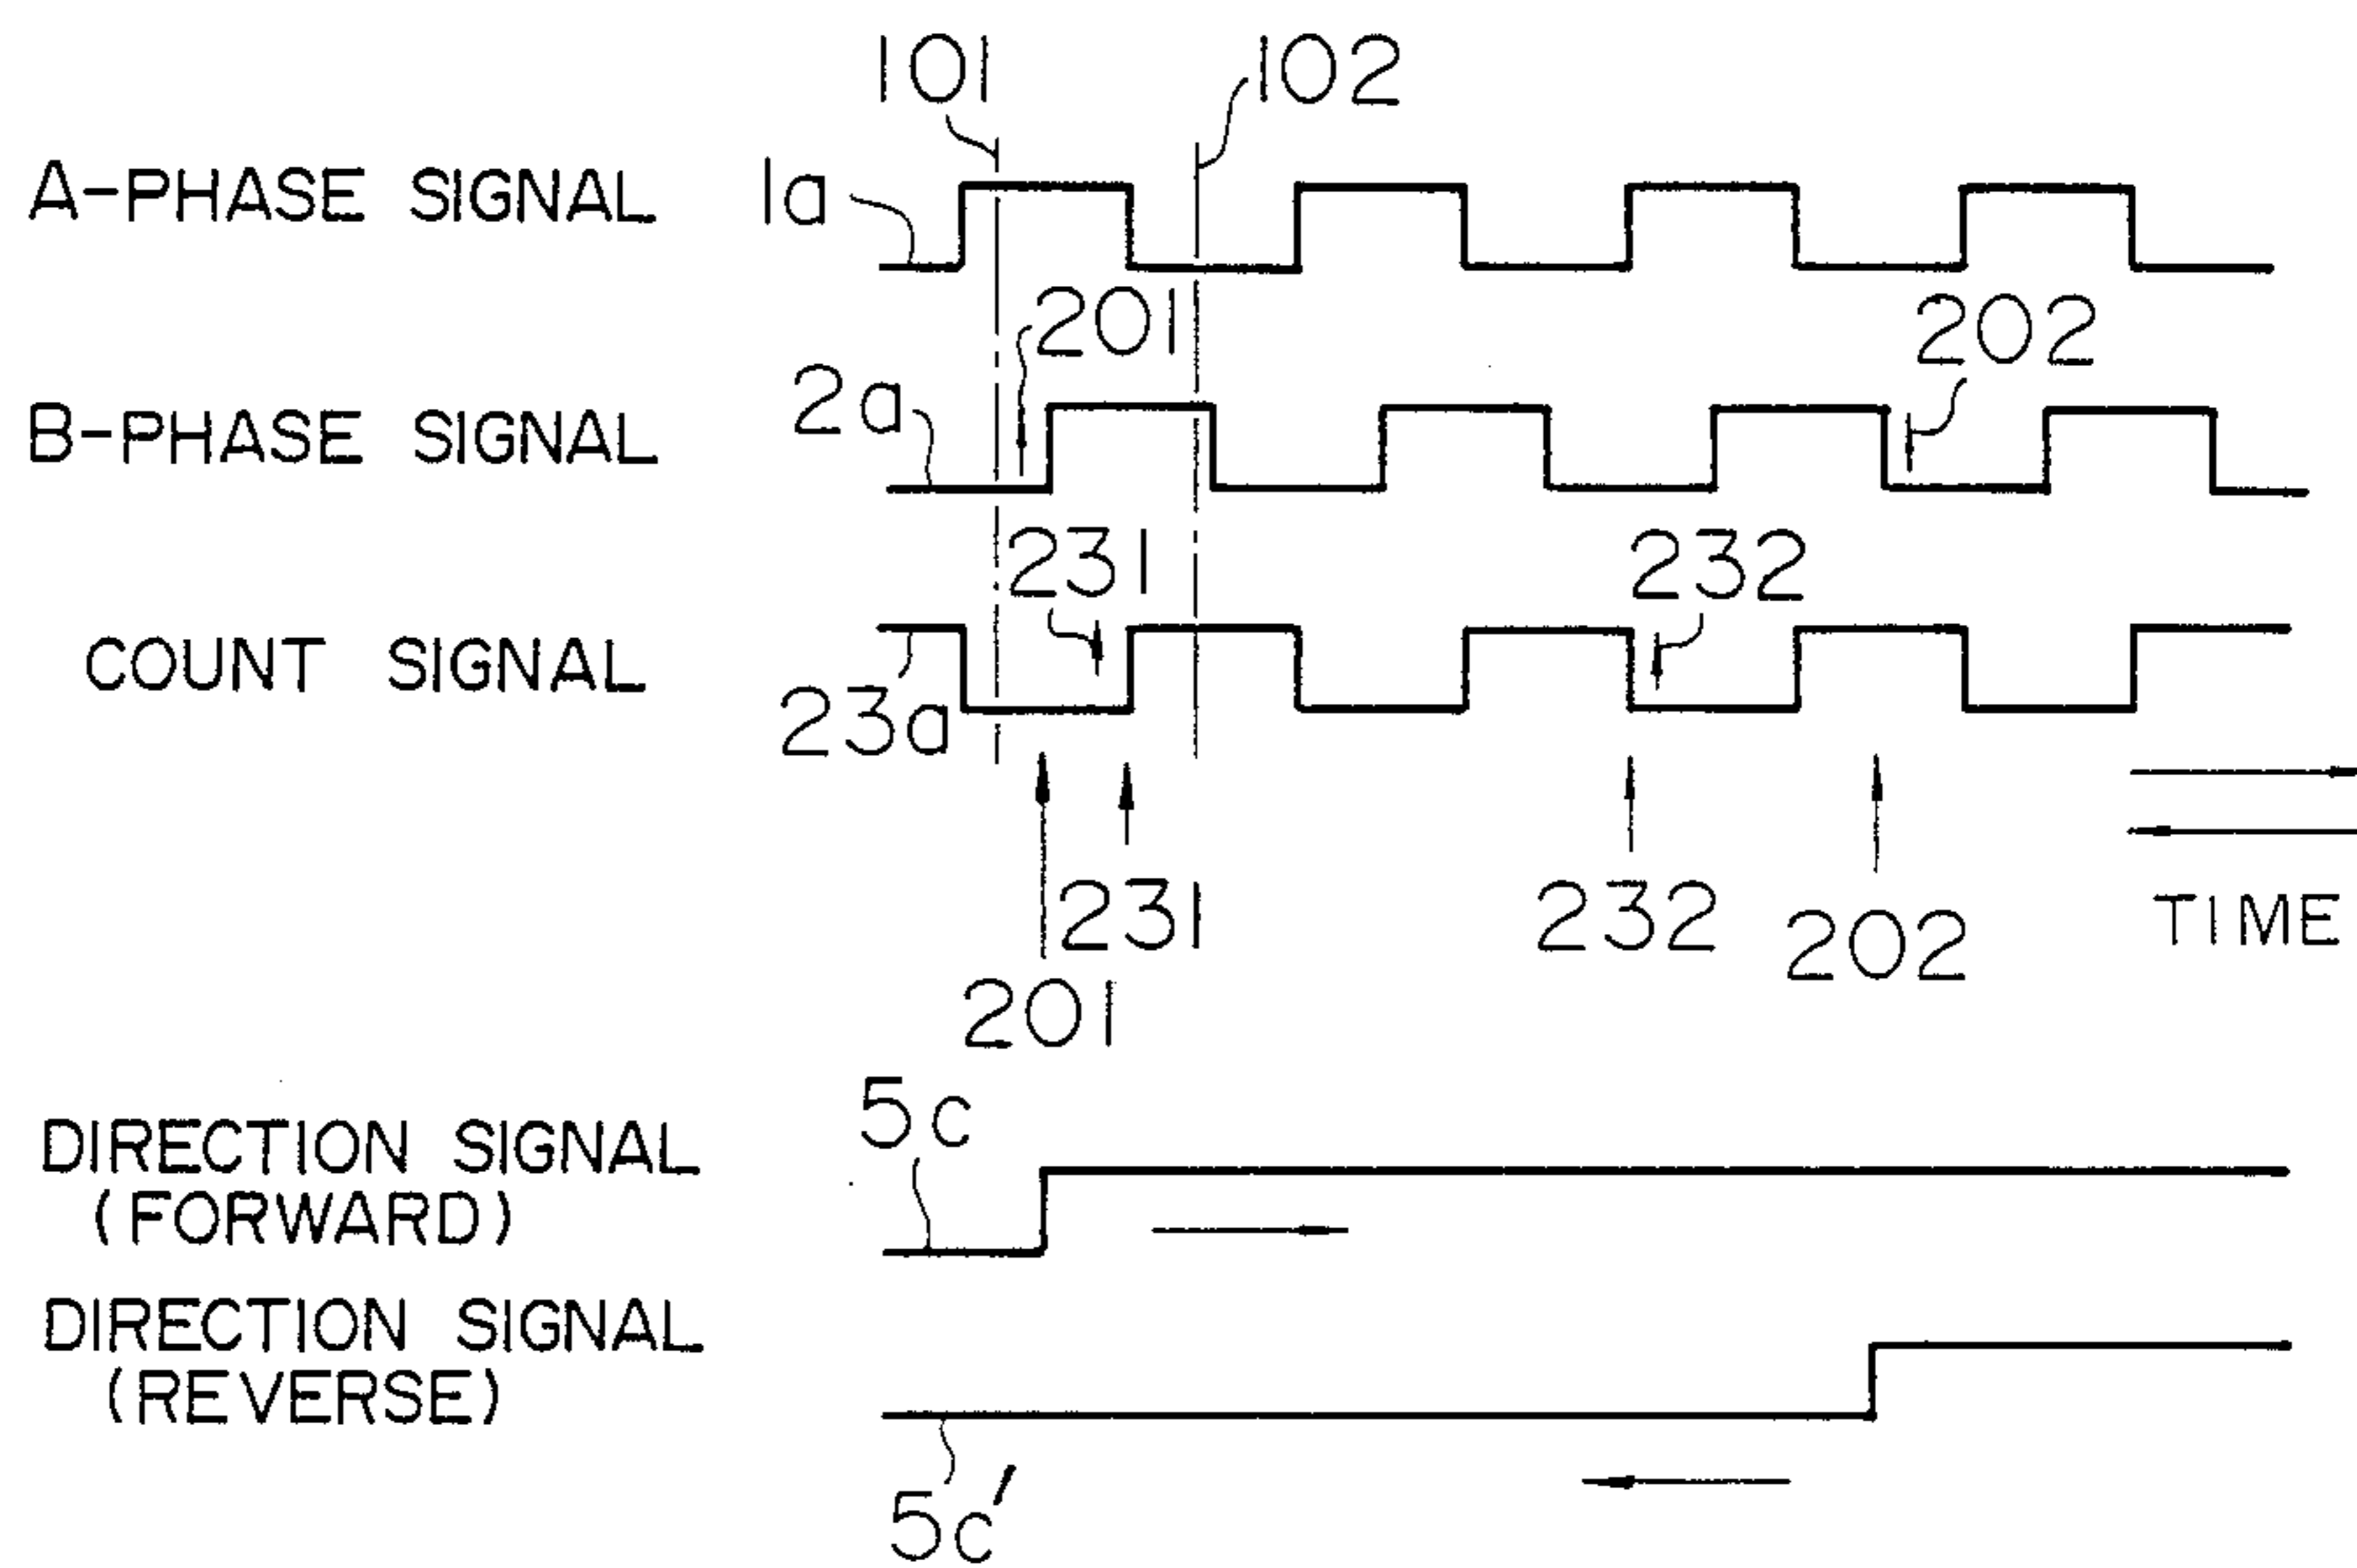 101
102
A-PHASE SIGNAL
1a
201
202
B-PHASE SIGNAL
2a
231
232
COUNT SIGNAL
23a
231
232
202
TIME
201
5c
DIRECTION SIGNAL
(FORWARD)
DIRECTION SIGNAL
(REVERSE)
5c'